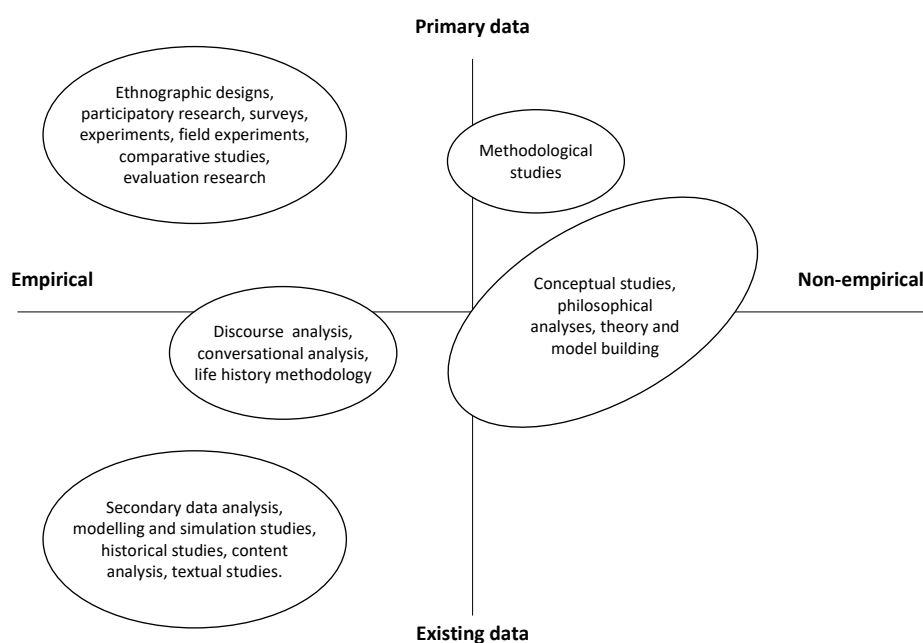 Primary data
Ethnographic designs,
participatory research, surveys,
experiments, field experiments,
comparative studies,
evaluation research
Methodological
studies
Empirical
Non-empirical
Conceptual studies,
philosophical
analyses, theory and
model building
Discourse  analysis,
conversational analysis,
life history methodology
Secondary data analysis,
modelling and simulation studies,
historical studies, content
analysis, textual studies.
Existing data